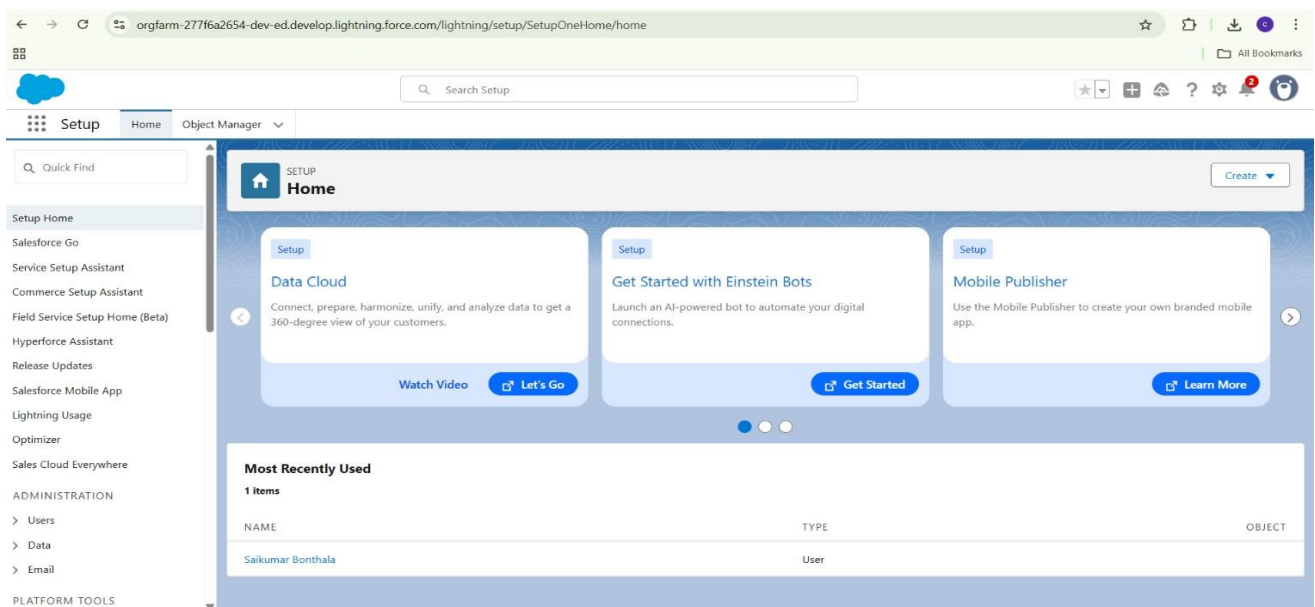 orgfarm-277f6a2654-dev-ed.develop.lightning.force.com/lightning/setup/SetupOneHome/home
C
All Bookmarks
Search Setup
2
Setup
Home
Object Manager
Quick Find
Setup Home
Salesforce Go
Service Setup Assistant
Commerce Setup Assistant
Field Service Setup Home (Beta)
Hyperforce Assistant
Release Updates
Salesforce Mobile App
Lightning Usage
Optimizer
Sales Cloud Everywhere
ADMINISTRATION
Users
Data
Email
PLATFORM TOOLS
SETUP
Home
Create
Setup
Data Cloud
Connect, prepare, harmonize, unify, and analyze data to get a
360-degree view of your customers.
Watch Video
Let's Go
Setup
Get Started with Einstein Bots
Launch an AI-powered bot to automate your digital
connections.
Get Started
Setup
Mobile Publisher
Use the Mobile Publisher to create your own branded mobile
app.
Learn More
Most Recently Used
1 items
NAME TYPE OBJECT
Saikumar Bonthala User